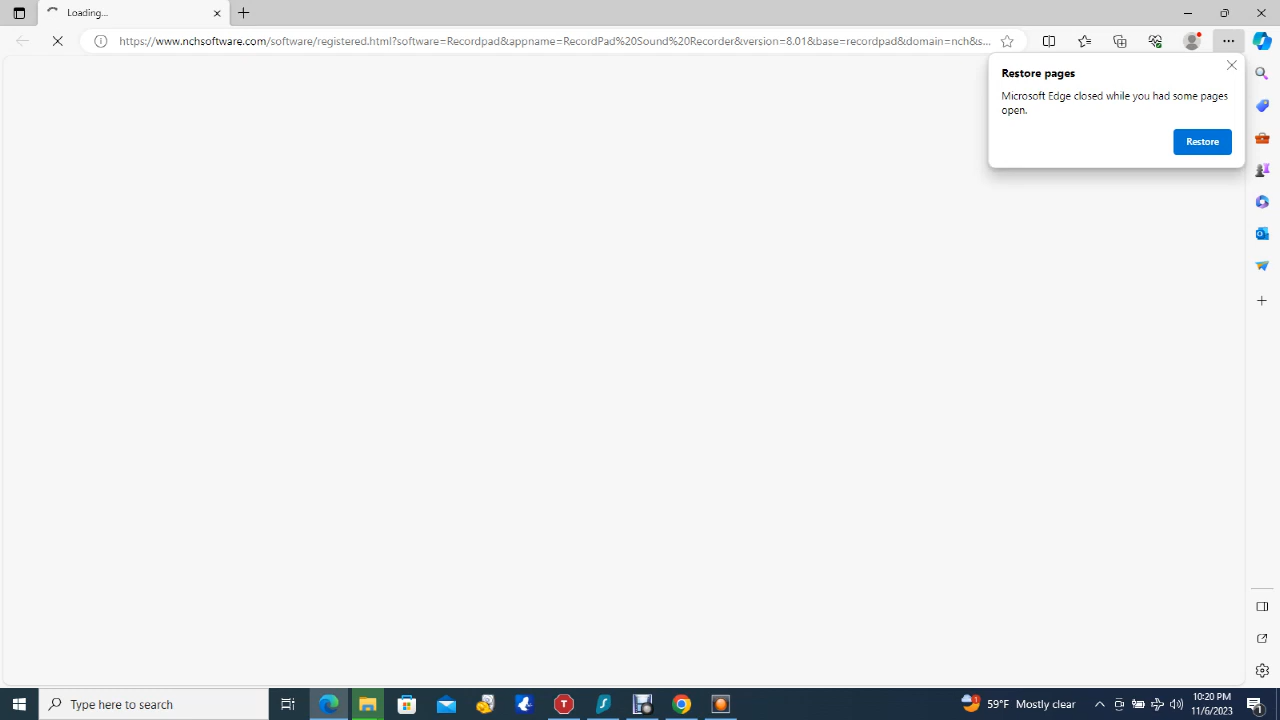 Loading...
https://www.nchsoftware.com/software/registered.html?software=Recordpad&appname=RecordPad%20Sound%20Recorder&version=8.01&base=recordpad&domain=nch&s...
Restore pages
Microsoft Edge closed while you had some pages
open.
Restore
Type here to search
1
59°F Mostly clear
10:20 PM
11/6/2023
1